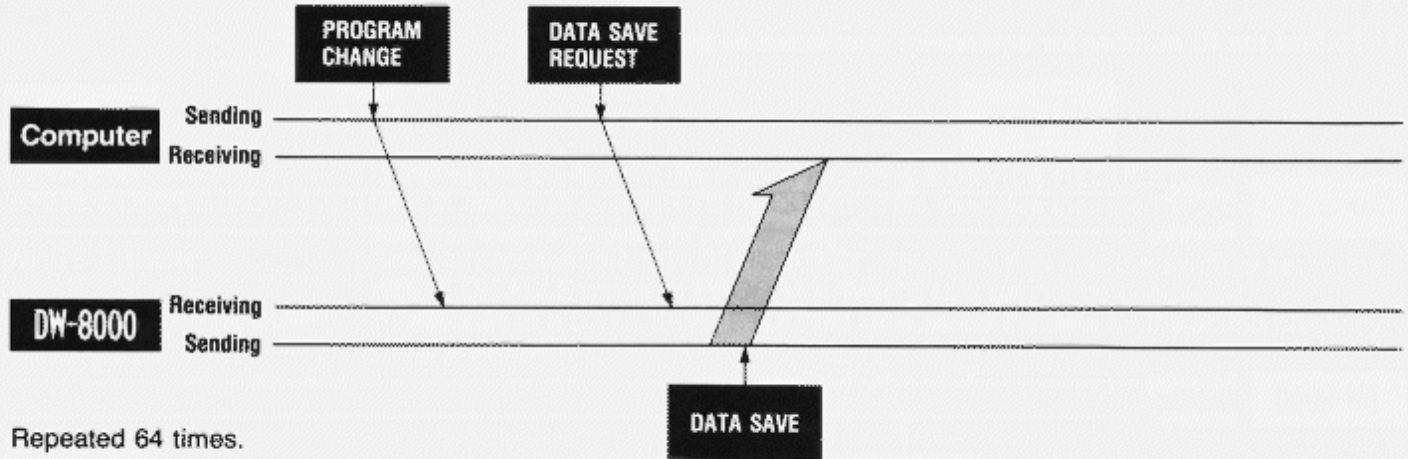 PROGRAM
CHANGE
DATA SAVE
REQUEST
Computer
Sending
Receiving
DW-8000
Receiving
Sending
DATA SAVE
Repeated 64 times.